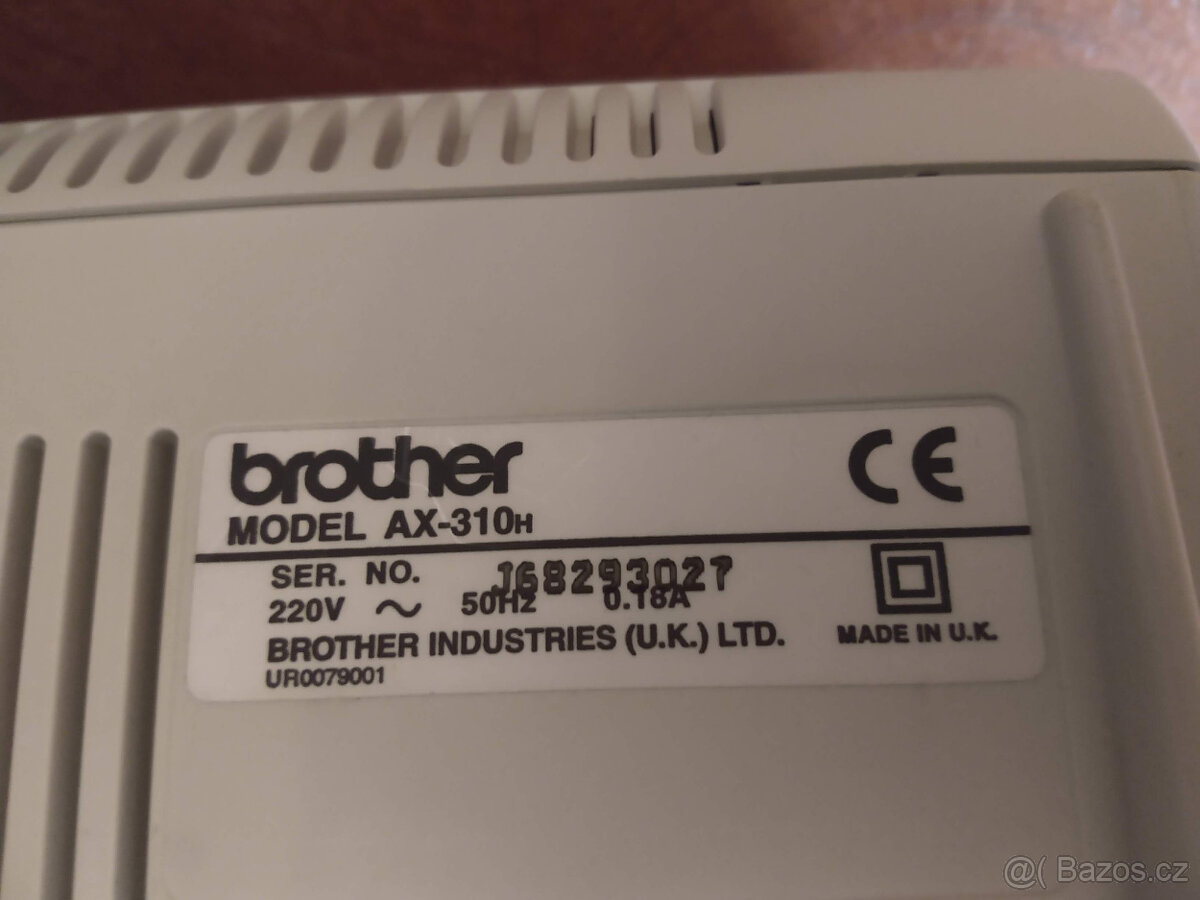 brother
CE
MODEL AX-310H
SER. NO. J68293027
220V ~ 50Hz 0.18A
BROTHER INDUSTRIES (U.K.) LTD.
MADE IN U.K.
UR0079001
@( Bazos.cz